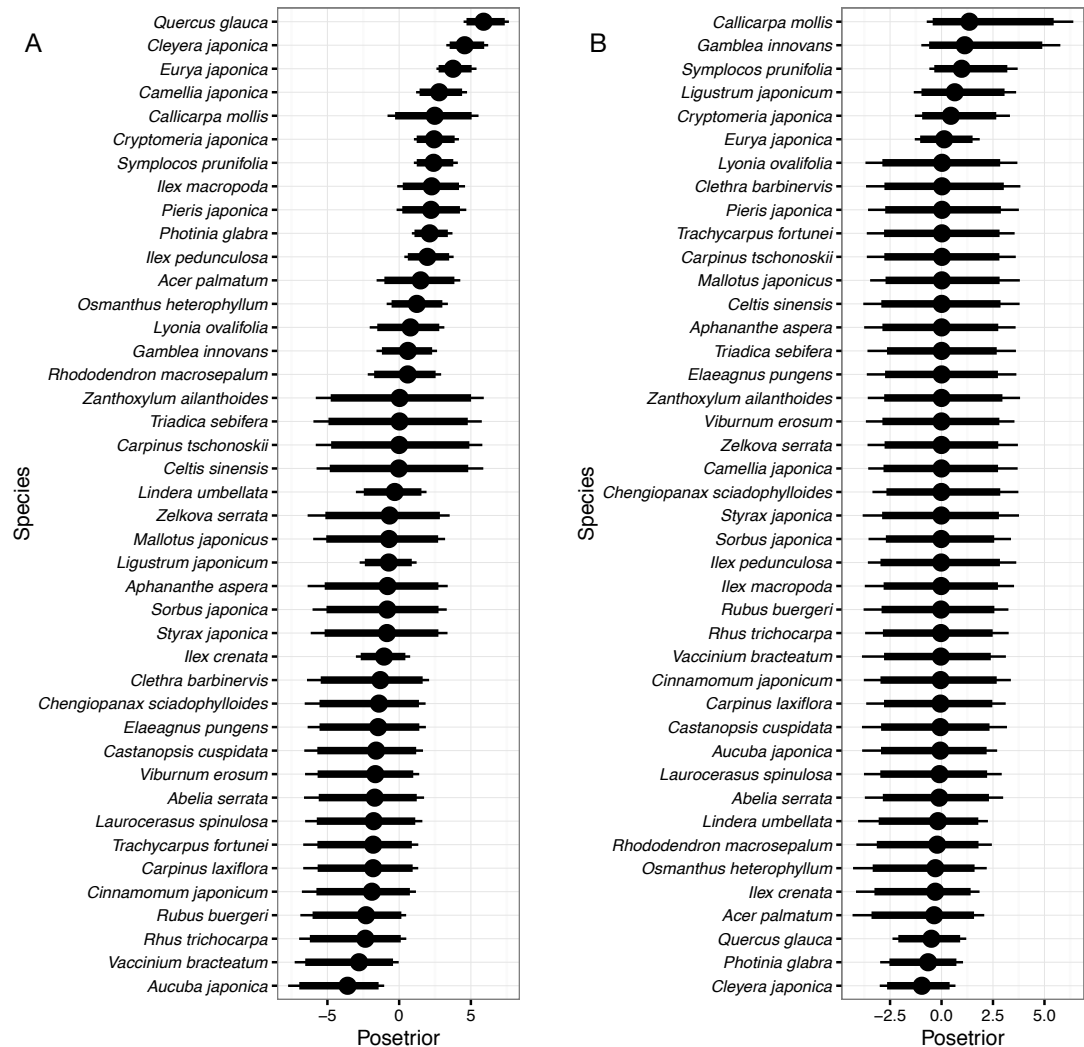 A
Species
Quercus glauca
Cleyera japonica
Eurya japonica
Camellia japonica
Callicarpa mollis
Cryptomeria japonica
Symplocos prunifolia
Ilex macropoda
Pieris japonica
Photinia glabra
Ilex pedunculosa
Acer palmatum
Osmanthus heterophyllum
Lyonia ovalifolia
Gamblea innovans
Rhododendron macrosepalum
Zanthoxylum ailanthoides
Triadica sebifera
Carpinus tschonoskii
Celtis sinensis
Lindera umbellata
Zelkova serrata
Mallotus japonicus
Ligustrum japonicum
Aphananthe aspera
Sorbus japonica
Styrax japonica
Ilex crenata
Clethra barbinervis
Chengiopanax sciadophylloides
Elaeagnus pungens
Castanopsis cuspidata
Viburnum erosum
Abelia serrata
Laurocerasus spinulosa
Trachycarpus fortunei
Carpinus laxiflora
Cinnamomum japonicum
Rubus buergeri
Rhus trichocarpa
Vaccinium bracteatum
Aucuba japonica
−5 0 5
Posetrior
B
Species
Callicarpa mollis
Gamblea innovans
Symplocos prunifolia
Ligustrum japonicum
Cryptomeria japonica
Eurya japonica
Lyonia ovalifolia
Clethra barbinervis
Pieris japonica
Trachycarpus fortunei
Carpinus tschonoskii
Mallotus japonicus
Celtis sinensis
Aphananthe aspera
Triadica sebifera
Elaeagnus pungens
Zanthoxylum ailanthoides
Viburnum erosum
Zelkova serrata
Camellia japonica
Chengiopanax sciadophylloides
Styrax japonica
Sorbus japonica
Ilex pedunculosa
Ilex macropoda
Rubus buergeri
Rhus trichocarpa
Vaccinium bracteatum
Cinnamomum japonicum
Carpinus laxiflora
Castanopsis cuspidata
Aucuba japonica
Laurocerasus spinulosa
Abelia serrata
Lindera umbellata
Rhododendron macrosepalum
Osmanthus heterophyllum
Ilex crenata
Acer palmatum
Quercus glauca
Photinia glabra
Cleyera japonica
−2.5 0.0 2.5 5.0
Posetrior